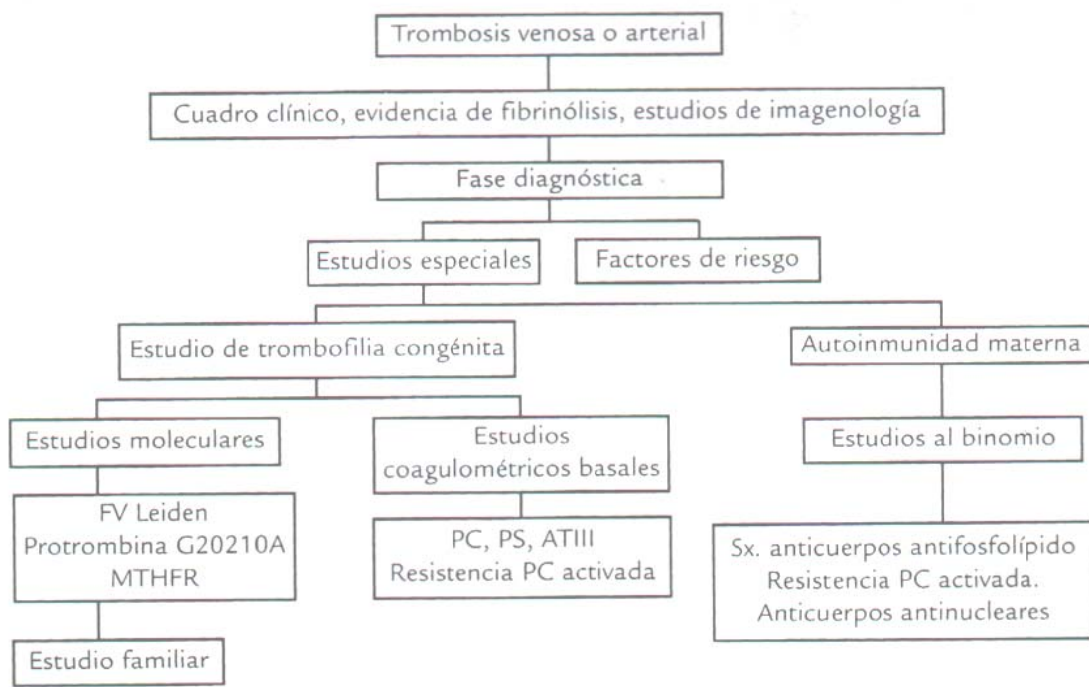 Trombosis venosa o arterial
Cuadro clínico, evidencia de fibrinólisis, estudios de imagenología
Fase diagnóstica
Estudios especiales
Factores de riesgo
Estudio de trombofilia congénita
Autoinmunidad materna
Estudios moleculares
Estudios
coagulométricos basales
Estudios al binomio
FV Leiden
Protrombina G20210A
MTHFR
PC, PS, ATIII
Resistencia PC activada
Sx. anticuerpos antifosfolípido
Resistencia PC activada.
Anticuerpos antinucleares
Estudio familiar